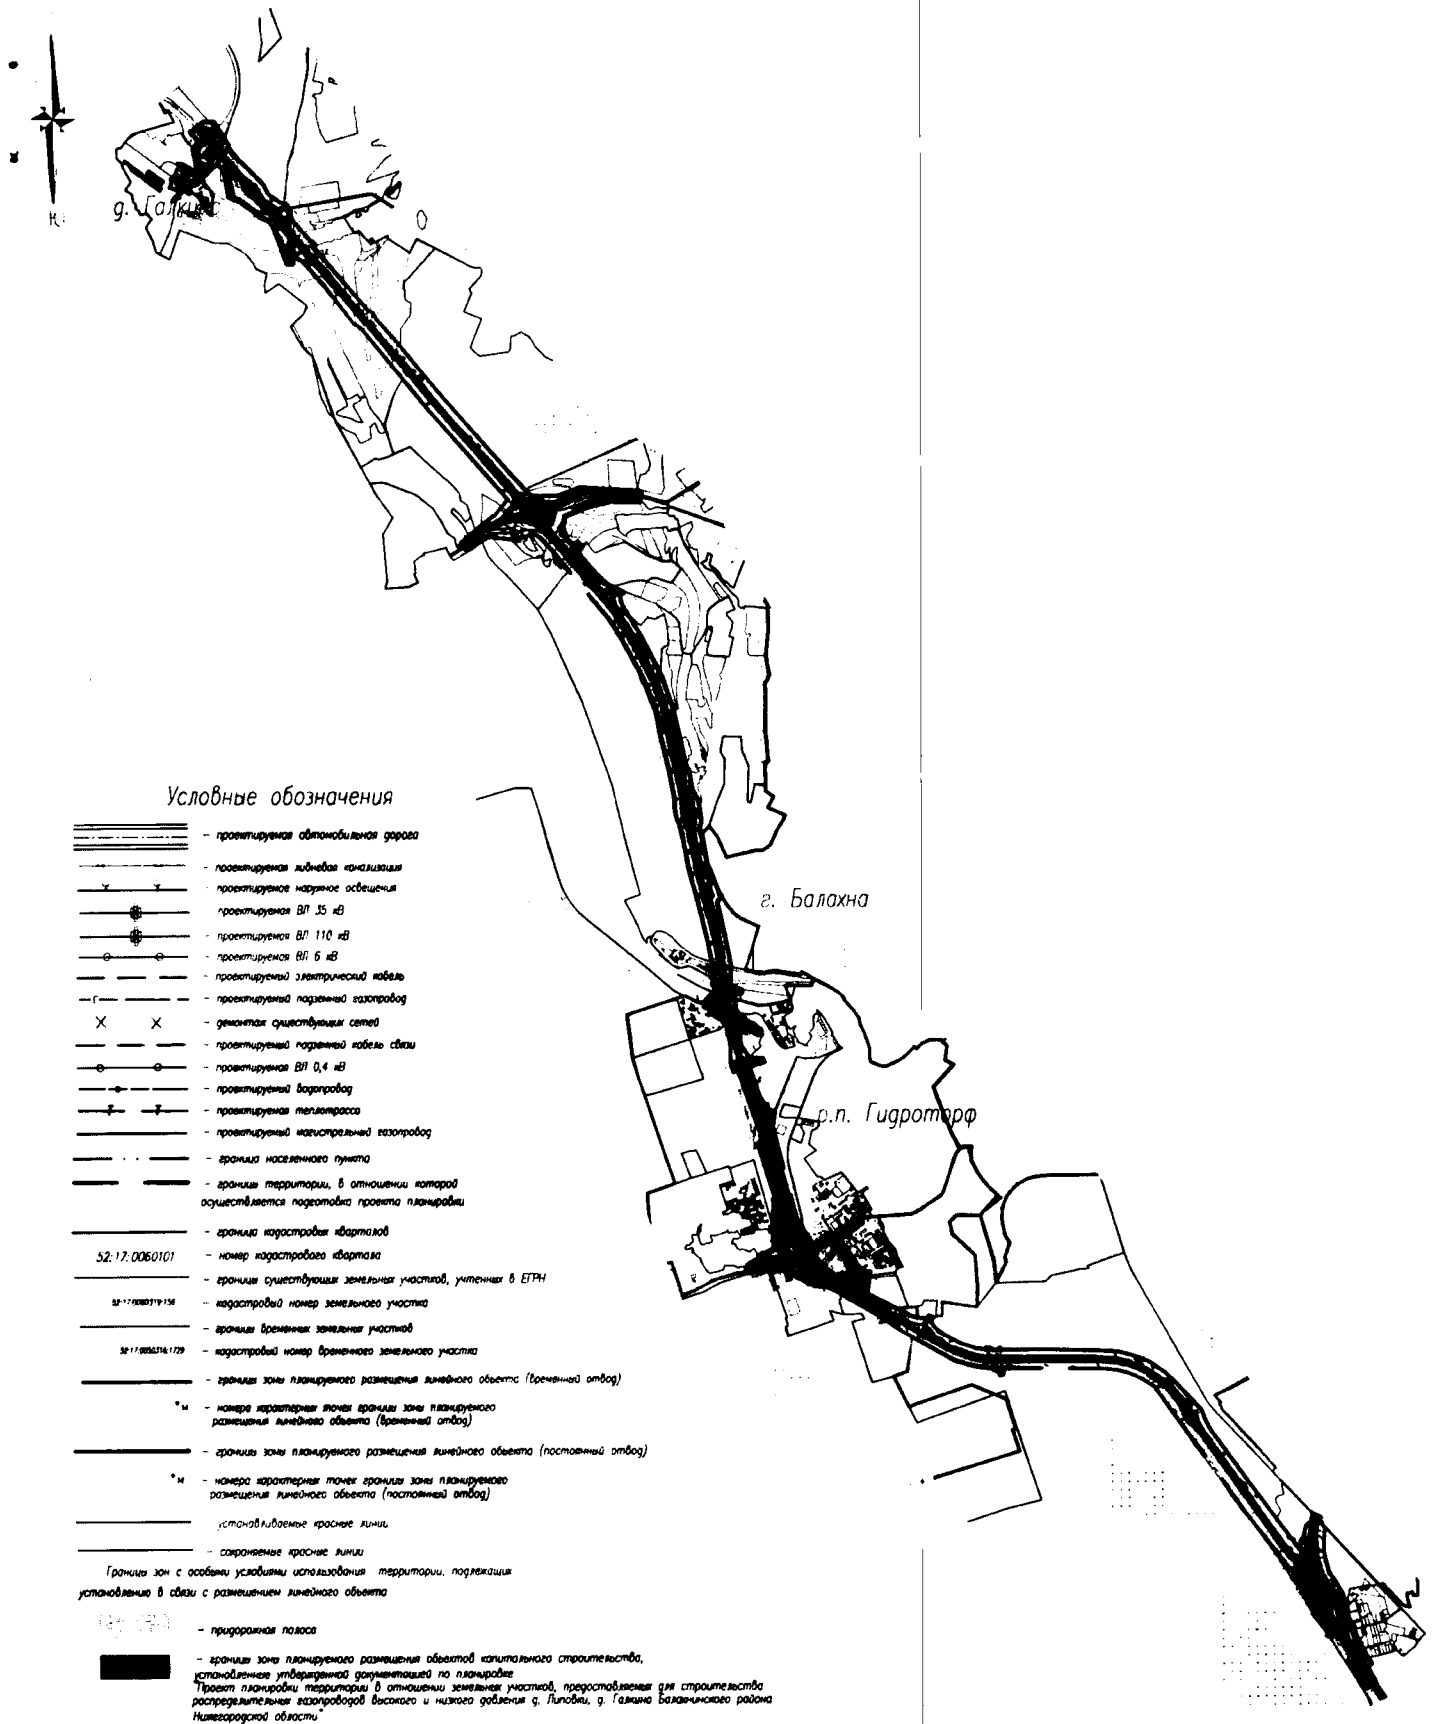 д. Галкино
Условные обозначения
- проектируемая автомобильная дорога
- проектируемая ливневая канализация
- проектируемое наружное освещения
проектируемая ВЛ 35 кВ
- проектируемая ВЛ 110 кВ
- проектируемая ВЛ 6 кВ
- проектируемый электрический кабель
- проектируемый подземный газопровод
- демонтаж существующих сетей
- проектируемый подземный кабель связи
- проектируемая ВЛ 0,4 кВ
- проектируемый водопровод
- проектируемая теплотрасса
- проектируемый магистральный газопровод
- граница населенного пункта
- границы территории, в отношении которой
осуществляется подготовка проекта планировки
- граница кадастровых кварталов
52:17:0060101 - номер кадастрового квартала
- границы существующих земельных участков, учтенных в ЕГРН
- кадастровый номер земельного участка
- границы временных земельных участков
- кадастровый номер временного земельного участка
- границы зоны планируемого размещения линейного объекта (временный отвод)
- номера характерных точек границы зоны планируемого
размещения линейного объекта (временный отвод)
- границы зоны планируемого размещения линейного объекта (постоянный отвод)
- номера характерных точек границы зоны планируемого
размещения линейного объекта (постоянный отвод)
устанавливаемые красные линии
- сохраняемые красные линии
Границы зон с особыми условиями использования территории, подлежащих
установлению в связи с размещением линейного объекта
- придорожная полоса
- границы зоны планируемого размещения объектов капитального строительства,
установленные утвержденной документацией по планировке
"Проект планировки территории в отношении земельных участков, предоставляемых для строительства
распределительных газопроводов высокого и низкого давления д. Липовки, д. Галкино Балахнинского района
Нижегородской области"
г. Балахна
р.п. Гидроторф